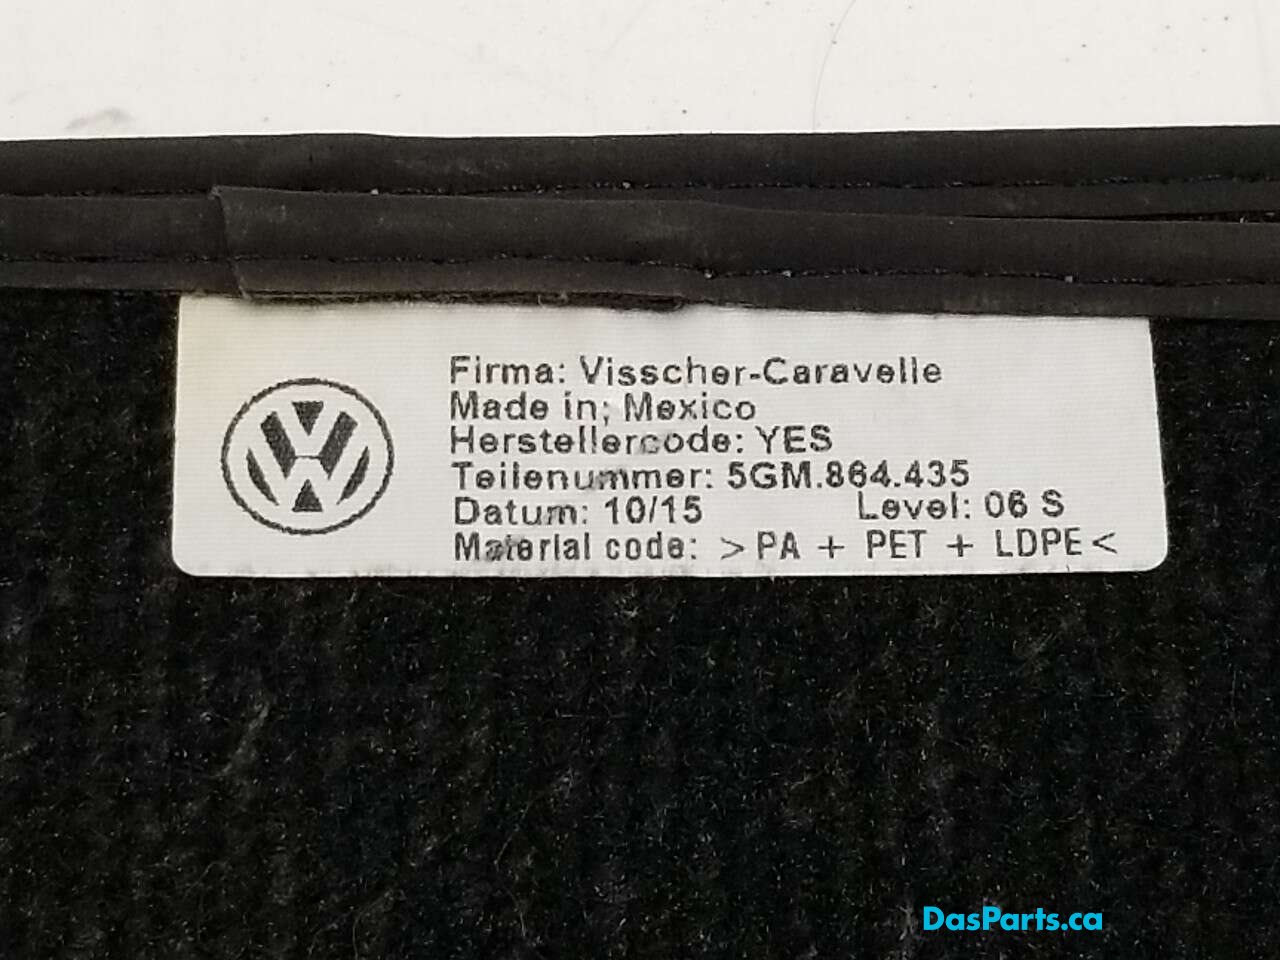 Firma: Visscher-Caravelle
Made in; Mexico
Herstellercode: YES
Teilenummer: 5GM.864.435
Datum: 10/15 Level: 06 S
Material code: >PA + PET + LDPE<
DasParts.ca